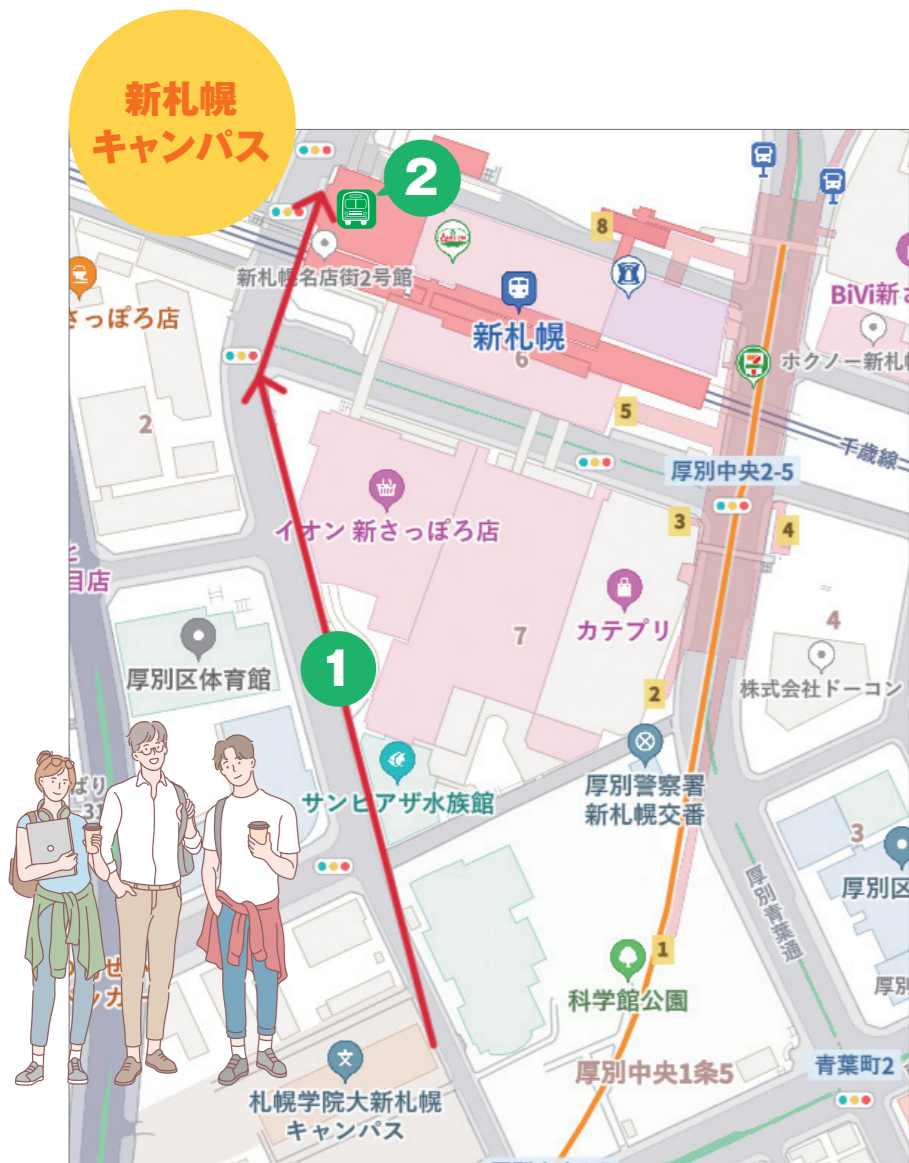 新札幌
キャンパス
2
8
新札幌名店街2号館
さっぽろ店
新札幌
BiVi新さ
ホクノー新札幌
6
5
2
千歳線
厚別中央2-5
3
4
イオン 新さっぽろ店
目店
カテプリ
7
4
1
厚別区体育館
株式会社ドーコン
2
厚別警察署
新札幌交番
サンピアザ水族館
3
厚別区
厚別青葉通
1
科学館公園
厚別
厚別中央1条5
青葉町2
文
札幌学院大新札幌
キャンパス